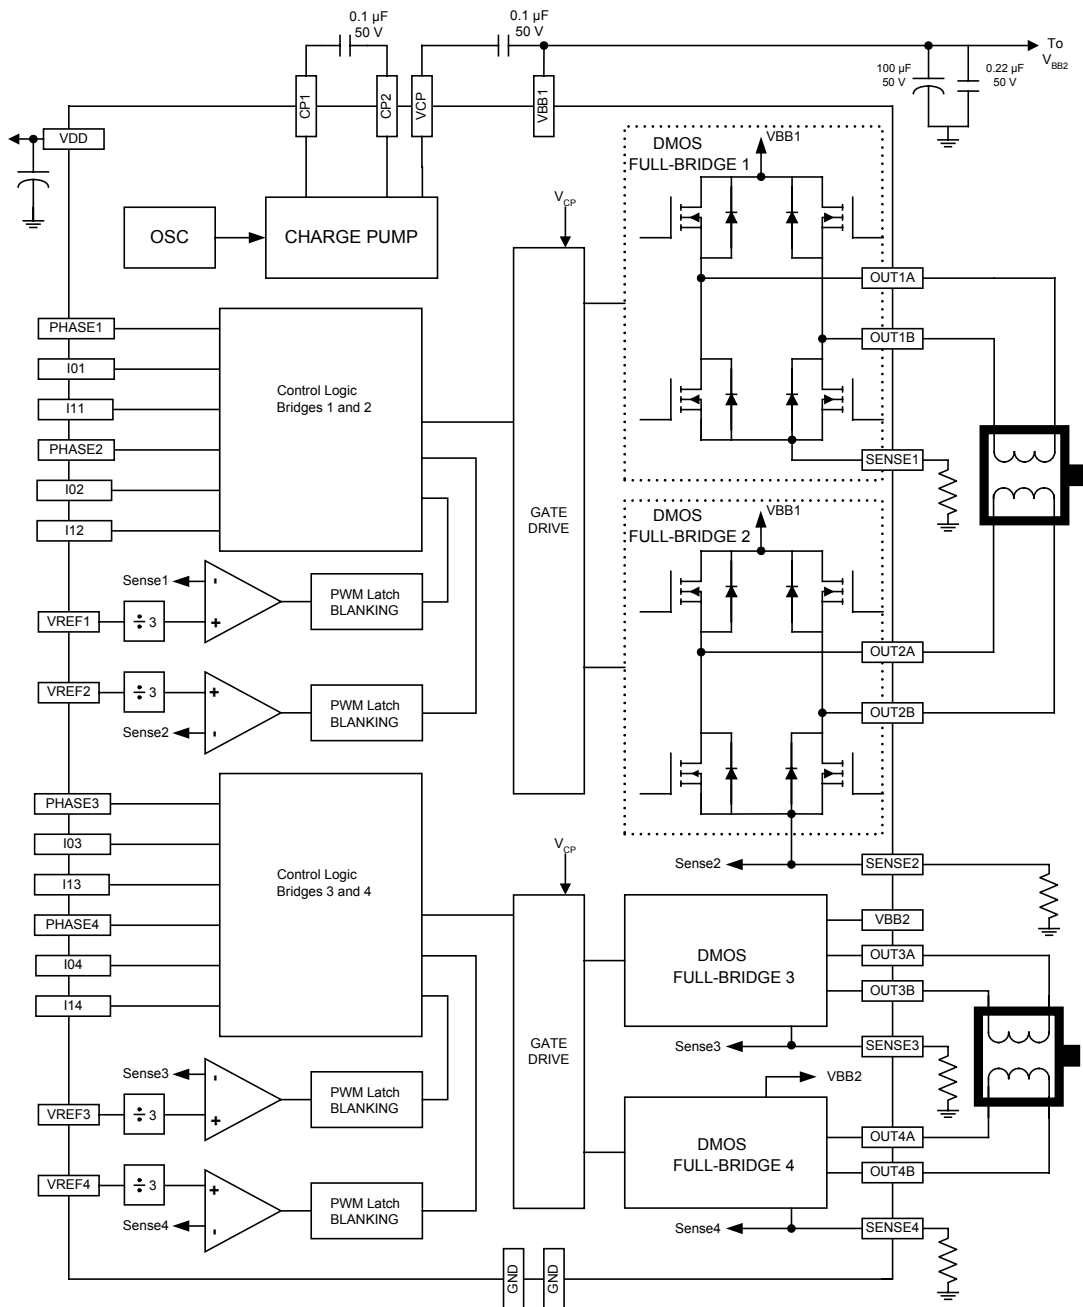 0.1 µF
50 V
0.1 µF
50 V
To
VBB2
100 µF
50 V
0.22 µF
50 V
CP1
CP2
VCP
VBB1
VDD
OSC
CHARGE PUMP
VCP
DMOS
FULL-BRIDGE 1
VBB1
OUT1A
OUT1B
SENSE1
PHASE1
I01
I11
PHASE2
I02
I12
Control Logic
Bridges 1 and 2
GATE
DRIVE
DMOS
FULL-BRIDGE 2
VBB1
OUT2A
OUT2B
Sense2
SENSE2
Sense1
-
+
VREF1
÷ 3
PWM Latch
BLANKING
VREF2
÷ 3
+
-
Sense2
PWM Latch
BLANKING
PHASE3
I03
I13
PHASE4
I04
I14
Control Logic
Bridges 3 and 4
VCP
GATE
DRIVE
DMOS
FULL-BRIDGE 3
VBB2
OUT3A
OUT3B
Sense3
SENSE3
VBB2
DMOS
FULL-BRIDGE 4
OUT4A
OUT4B
Sense4
SENSE4
Sense3
-
+
VREF3
÷ 3
PWM Latch
BLANKING
VREF4
÷ 3
+
-
Sense4
PWM Latch
BLANKING
GND
GND